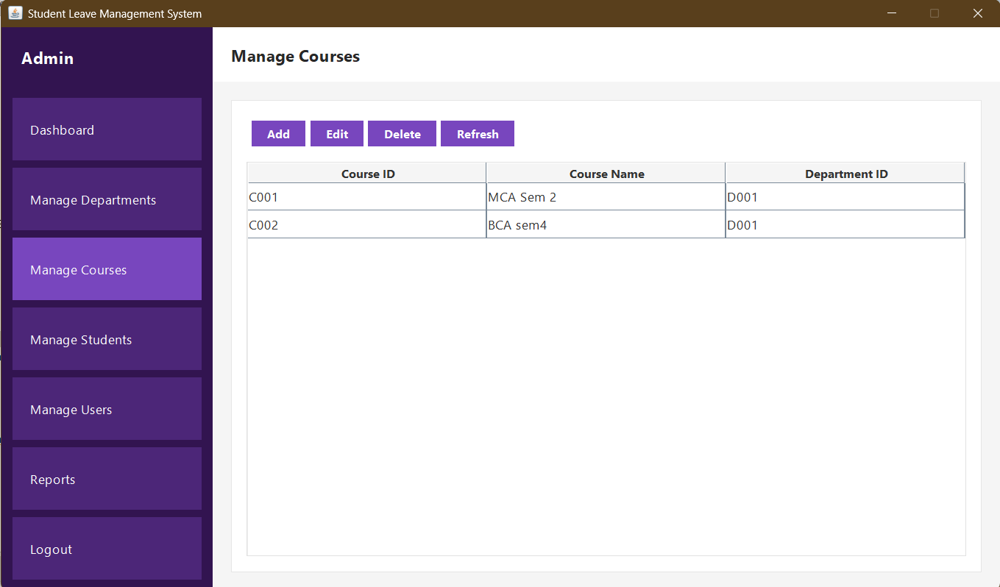 Student Leave Management System
Admin
Dashboard
Manage Departments
Manage Courses
Manage Students
Manage Users
Reports
Logout
Manage Courses
Add Edit Delete Refresh
Course ID Course Name Department ID
C001 MCA Sem 2 D001
C002 BCA sem4 D001